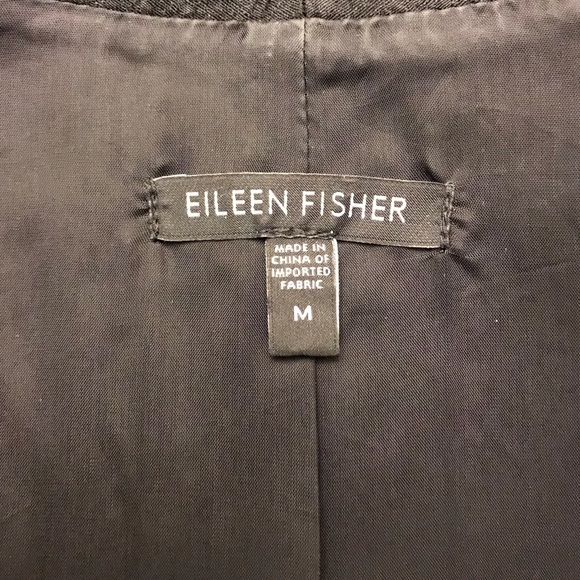 EILEEN FISHER
MADE IN
CHINA OF
IMPORTED
FABRIC
M